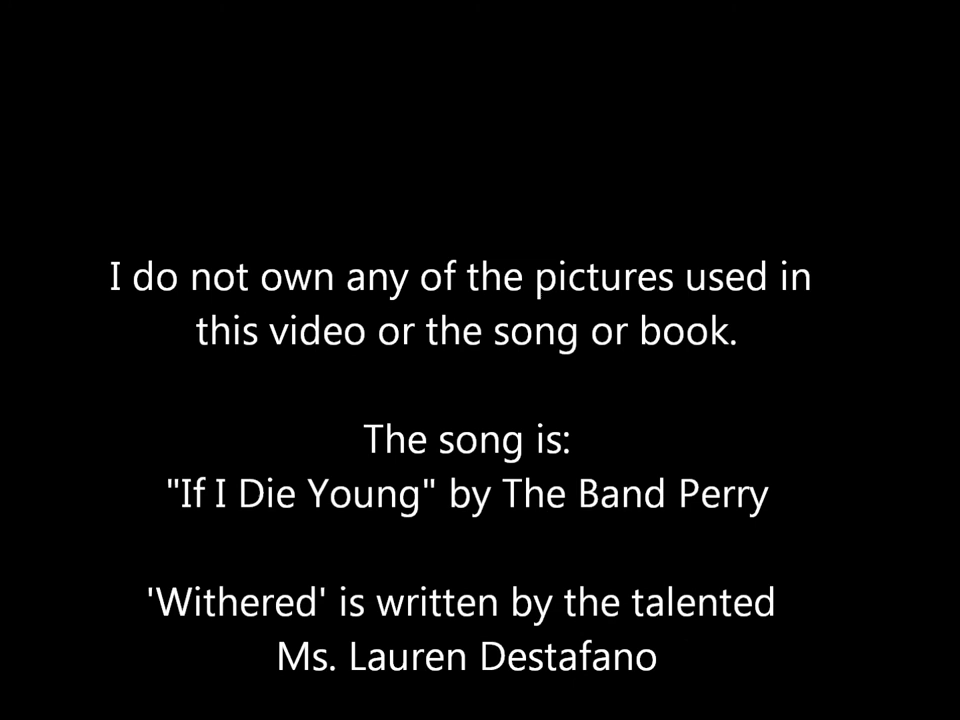 I do not own any of the pictures used in
this video or the song or book.
The song is:
"If I Die Young" by The Band Perry
'Withered' is written by the talented
Ms. Lauren Destafano